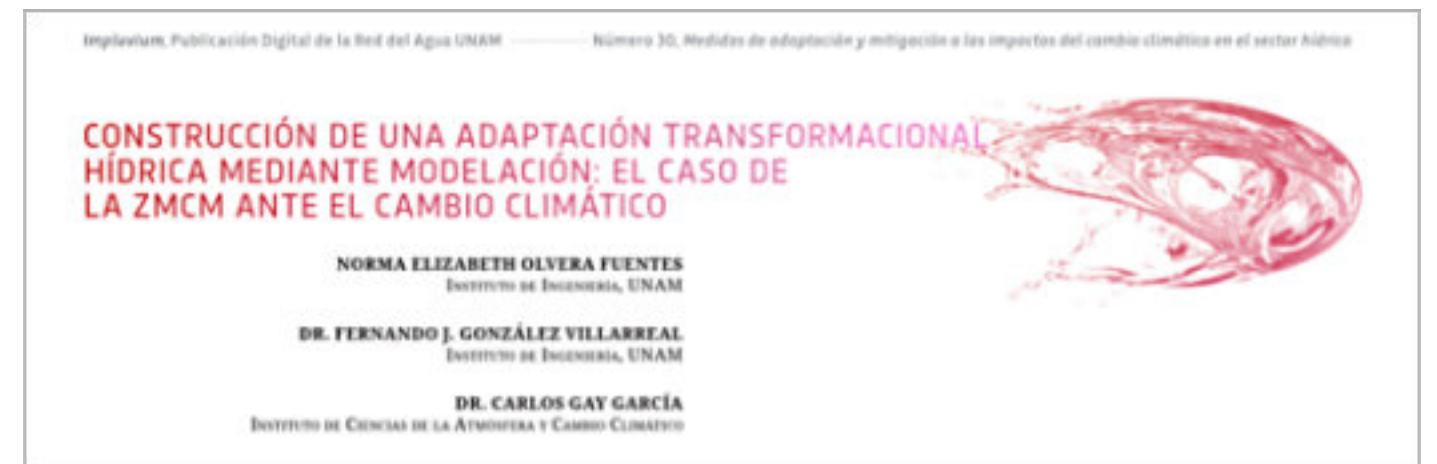 Impluvium, Publicación Digital de la Red del Agua UNAM Número 30, Medidas de adaptación y mitigación a los impactos del cambio climático en el sector hídrico
CONSTRUCCIÓN DE UNA ADAPTACIÓN TRANSFORMACIONAL
HÍDRICA MEDIANTE MODELACIÓN: EL CASO DE
LA ZMCM ANTE EL CAMBIO CLIMÁTICO
NORMA ELIZABETH OLVERA FUENTES
Instituto de Ingeniería, UNAM
DR. FERNANDO J. GONZÁLEZ VILLARREAL
Instituto de Ingeniería, UNAM
DR. CARLOS GAY GARCÍA
Instituto de Ciencias de la Atmosfera y Cambio Climático